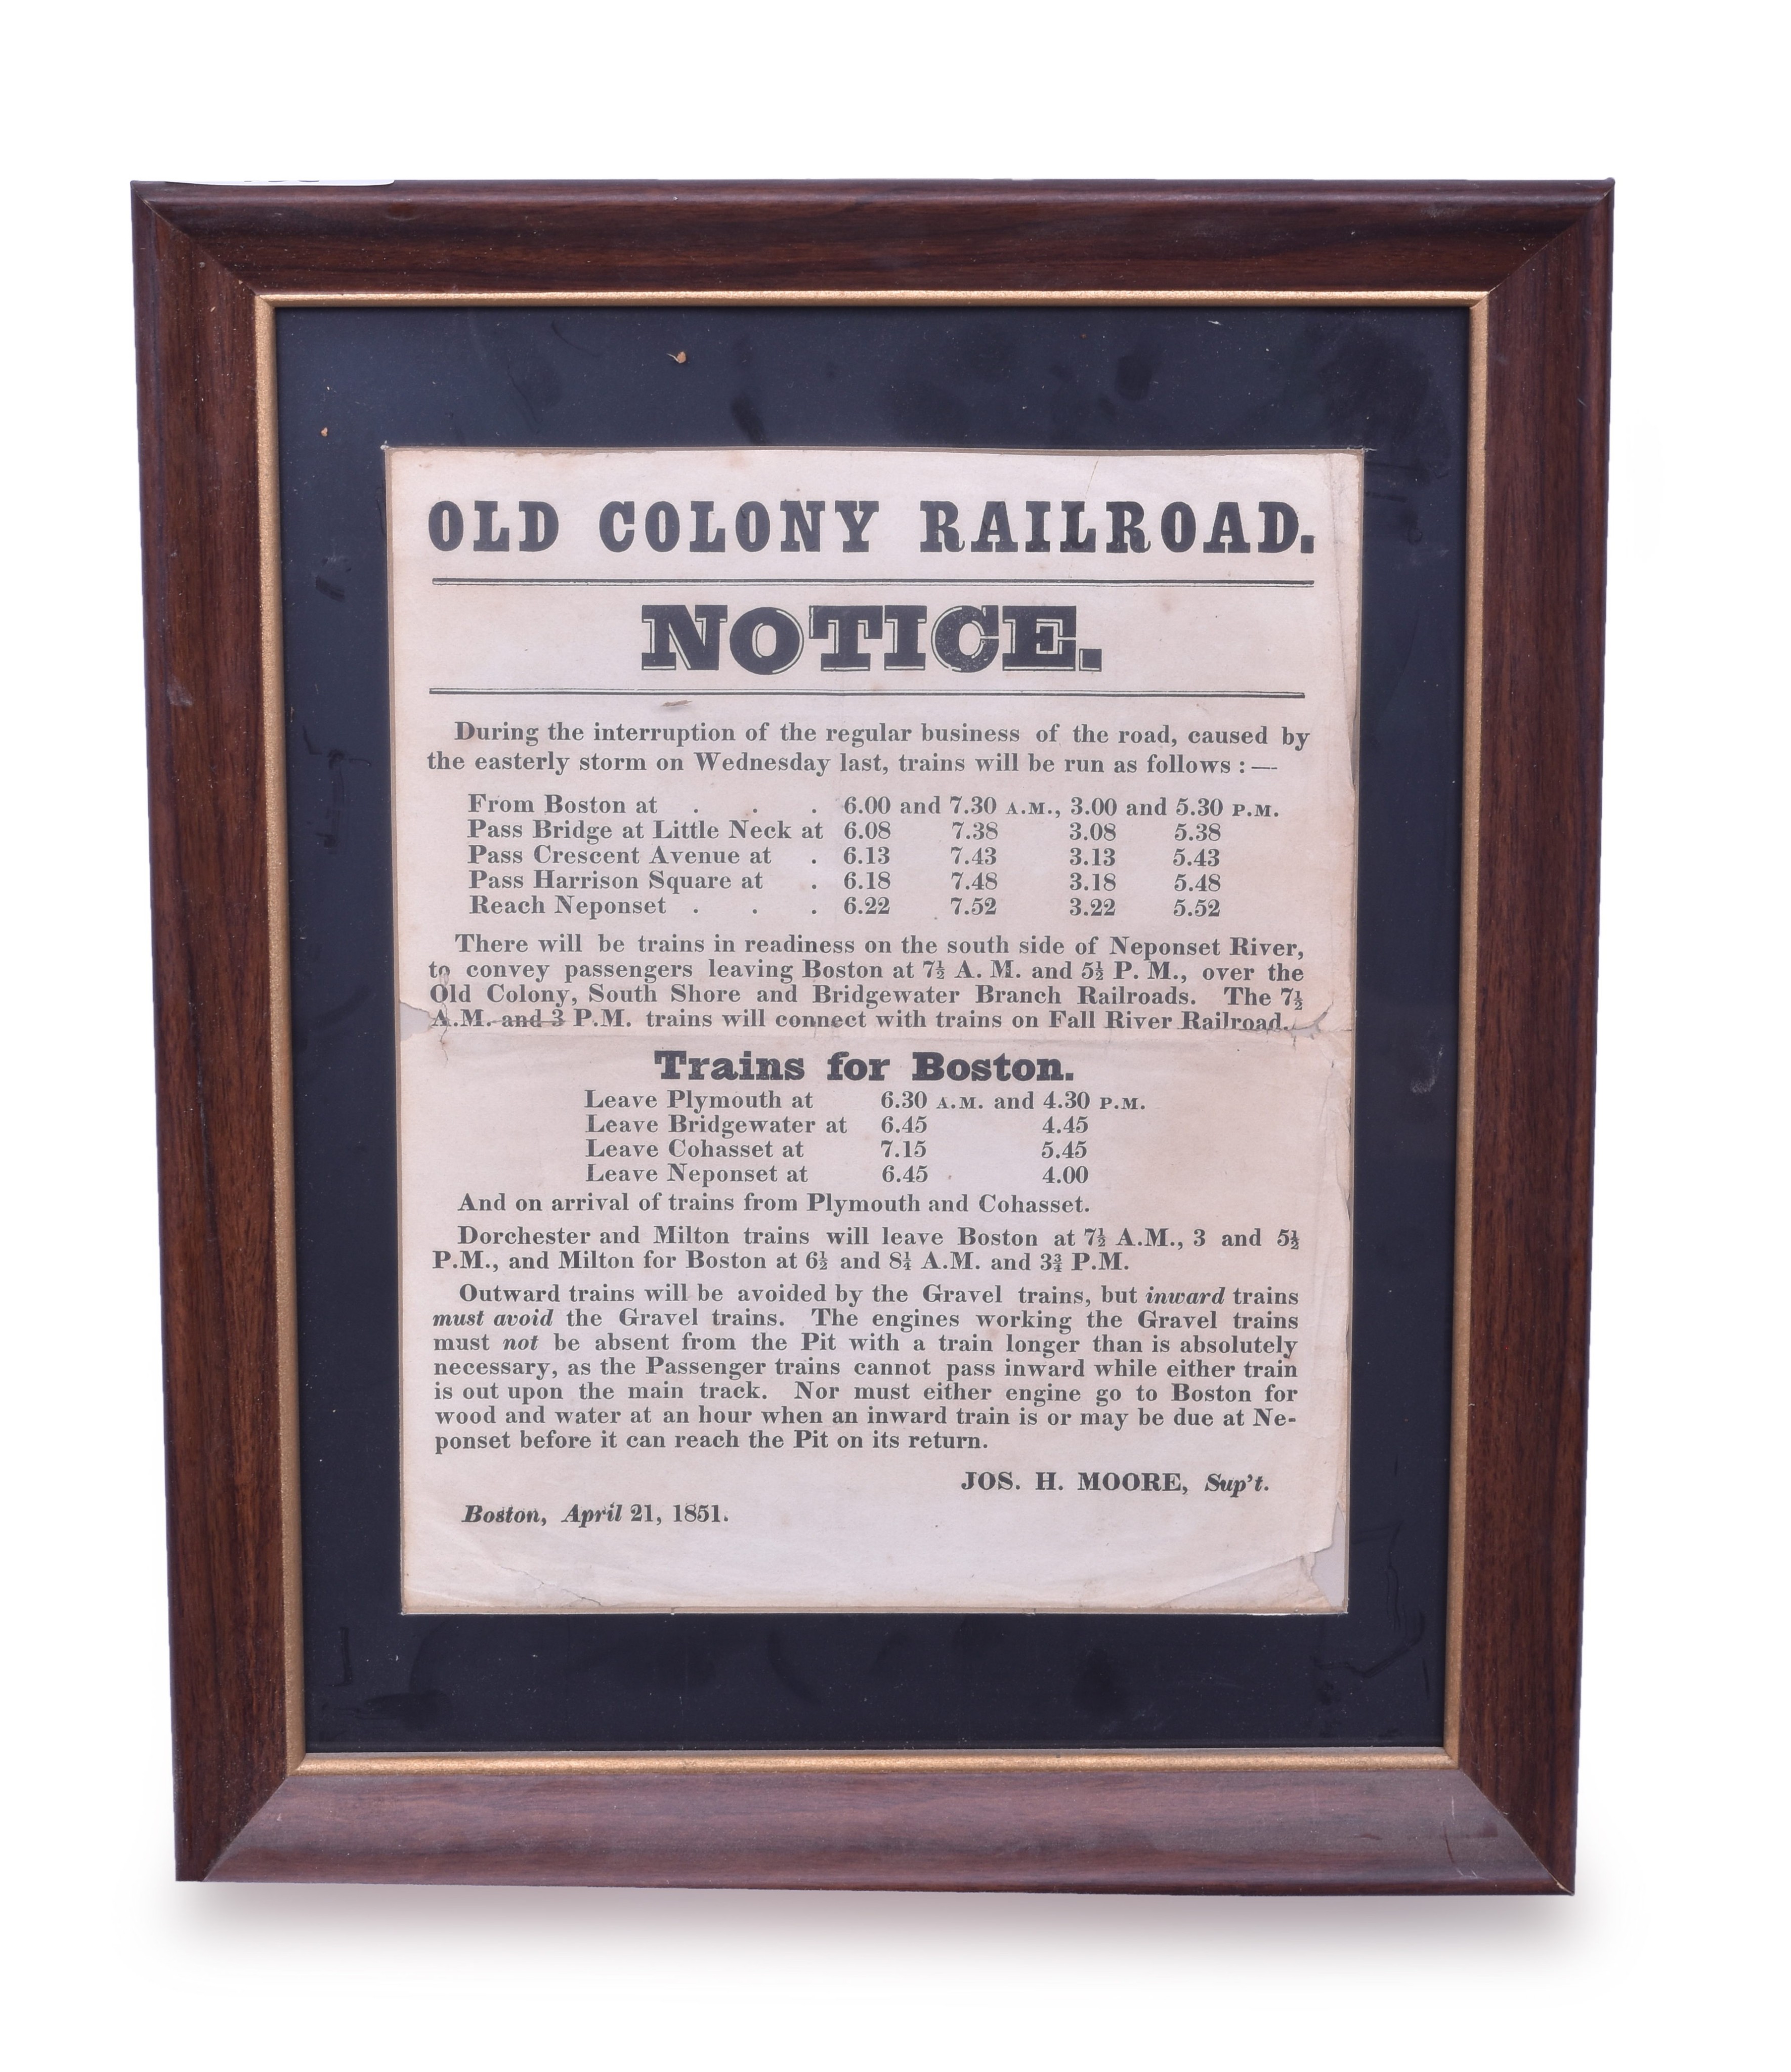 OLD COLONY RAILROAD.
NOTICE.
During the interruption of the regular business of the road, caused by
the easterly storm on Wednesday last, trains will be run as follows :—
From Boston at . . . 6.00 and 7.30 A.M., 3.00 and 5.30 P.M.
Pass Bridge at Little Neck at 6.08 7.38 3.08 5.38
Pass Crescent Avenue at . 6.13 7.43 3.13 5.43
Pass Harrison Square at . 6.18 7.48 3.18 5.48
Reach Neponset . . . 6.22 7.52 3.22 5.52
There will be trains in readiness on the south side of Neponset River,
to convey passengers leaving Boston at 7½ A. M. and 5½ P. M., over the
Old Colony, South Shore and Bridgewater Branch Railroads. The 7½
A.M. and 3 P.M. trains will connect with trains on Fall River Railroad.
Trains for Boston.
Leave Plymouth at 6.30 A.M. and 4.30 P.M.
Leave Bridgewater at 6.45 4.45
Leave Cohasset at 7.15 5.45
Leave Neponset at 6.45 4.00
And on arrival of trains from Plymouth and Cohasset.
Dorchester and Milton trains will leave Boston at 7½ A.M., 3 and 5½
P.M., and Milton for Boston at 6½ and 8¼ A.M. and 3¾ P.M.
Outward trains will be avoided by the Gravel trains, but inward trains
must avoid the Gravel trains. The engines working the Gravel trains
must not be absent from the Pit with a train longer than is absolutely
necessary, as the Passenger trains cannot pass inward while either train
is out upon the main track. Nor must either engine go to Boston for
wood and water at an hour when an inward train is or may be due at Ne-
ponset before it can reach the Pit on its return.
JOS. H. MOORE, Sup't.
Boston, April 21, 1851.